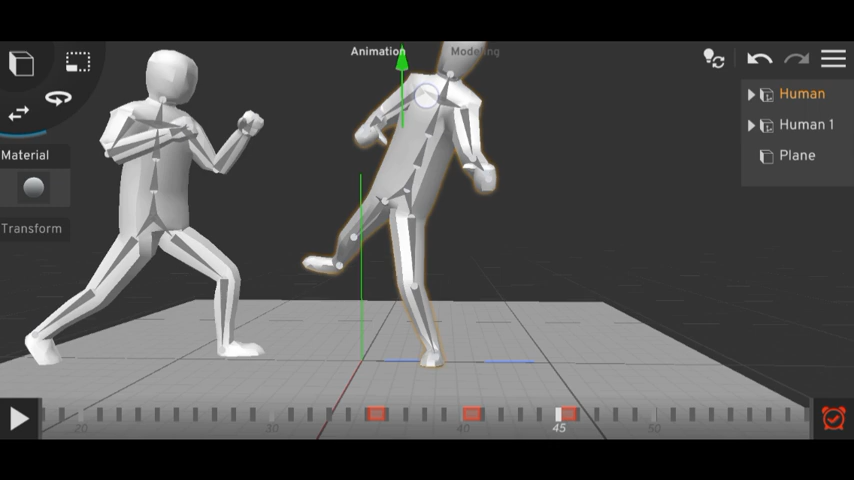 Animation
Modeling
Human
Human 1
Plane
Material
Transform
20
30
40
45
50